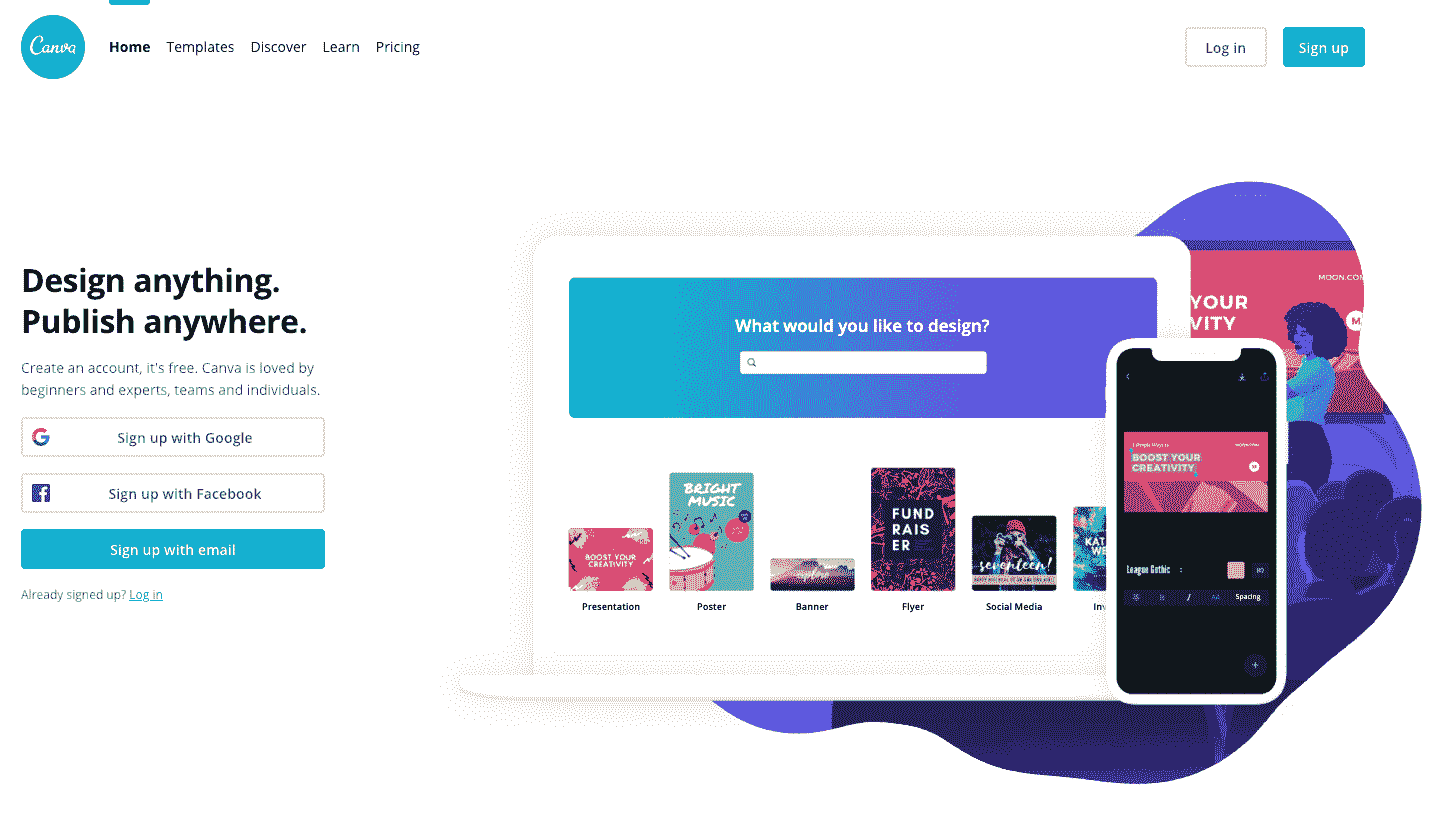 Canva
Home Templates Discover Learn Pricing
Log in
Sign up
Design anything.
Publish anywhere.
Create an account, it's free. Canva is loved by
beginners and experts, teams and individuals.
Sign up with Google
Sign up with Facebook
Sign up with email
Already signed up? Log in
What would you like to design?
BOOST YOUR
CREATIVITY
Presentation
BRIGHT
MUSIC
Poster
Banner
FUND
RAIS
ER
Flyer
seventeen!
Social Media
KAT
WE
Inv
MOON.COM
YOUR
VITY
M
BOOST YOUR
CREATIVITY
League Gothic
Spacing